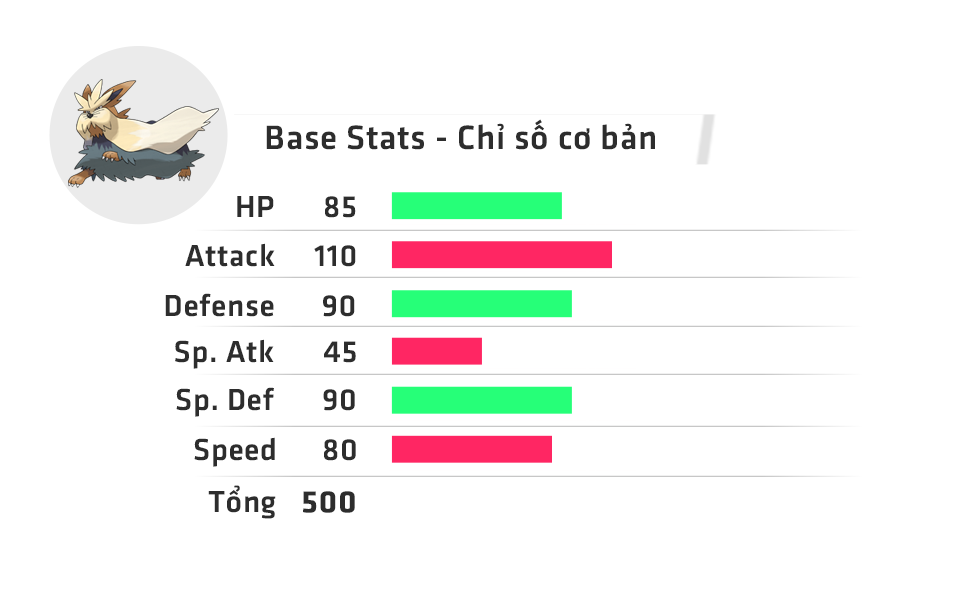 Base Stats - Chỉ số cơ bản
HP 85
Attack 110
Defense 90
Sp. Atk 45
Sp. Def 90
Speed 80
Tổng 500